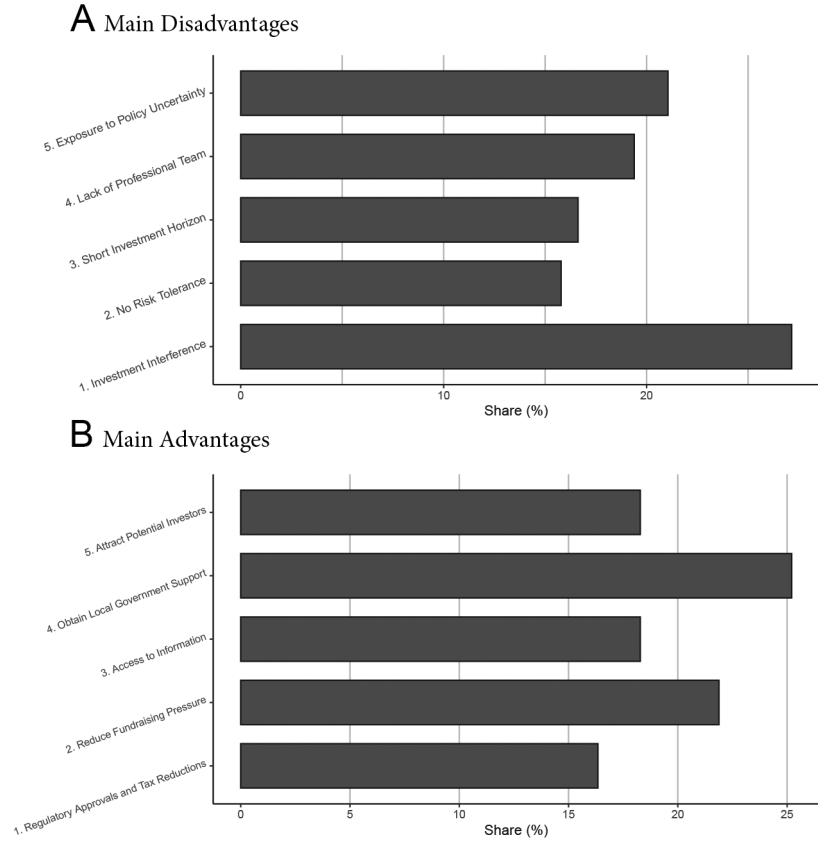 A Main Disadvantages
5. Exposure to Policy Uncertainty
4. Lack of Professional Team
3. Short Investment Horizon
2. No Risk Tolerance
1. Investment Interference
0 10 20
Share (%)
B Main Advantages
5. Attract Potential Investors
4. Obtain Local Government Support
3. Access to Information
2. Reduce Fundraising Pressure
1. Regulatory Approvals and Tax Reductions
0 5 10 15 20 25
Share (%)